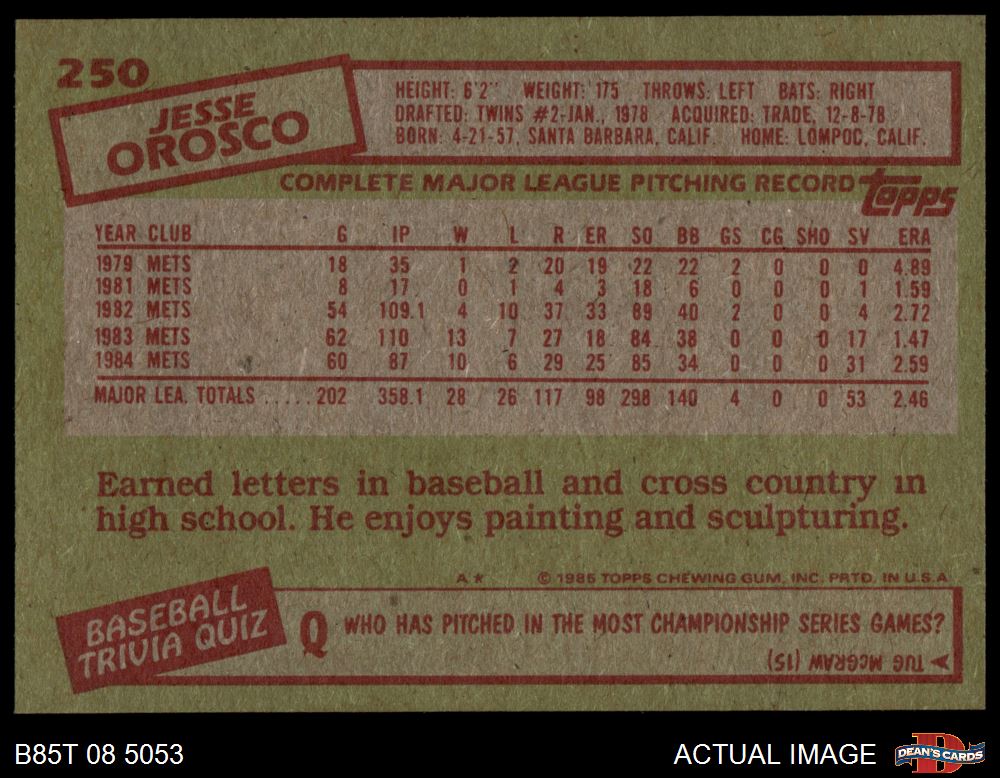 250
JESSE
OROSCO
HEIGHT: 6'2" WEIGHT: 175 THROWS: LEFT BATS: RIGHT
DRAFTED: TWINS #2-JAN., 1978 ACQUIRED: TRADE, 12-8-78
BORN: 4-21-57, SANTA BARBARA, CALIF. HOME: LOMPOC, CALIF.
COMPLETE MAJOR LEAGUE PITCHING RECORD topps
YEAR CLUB G IP W L R ER SO BB GS CG SHO SV ERA
1979 METS 18 35 1 2 20 19 22 22 2 0 0 0 4.89
1981 METS 8 17 0 1 4 3 18 6 0 0 0 1 1.59
1982 METS 54 109.1 4 10 37 33 89 40 2 0 0 4 2.72
1983 METS 62 110 13 7 27 18 84 38 0 0 0 17 1.47
1984 METS 60 87 10 6 29 25 85 34 0 0 0 31 2.59
MAJOR LEA. TOTALS ..... 202 358.1 28 26 117 98 298 140 4 0 0 53 2.46
Earned letters in baseball and cross country in
high school. He enjoys painting and sculpturing.
A* © 1985 TOPPS CHEWING GUM, INC. PRTD. IN U.S.A.
BASEBALL
TRIVIA QUIZ
Q WHO HAS PITCHED IN THE MOST CHAMPIONSHIP SERIES GAMES?
TUG McGRAW (15)
B85T 08 5053
ACTUAL IMAGE
DEAN'S CARDS